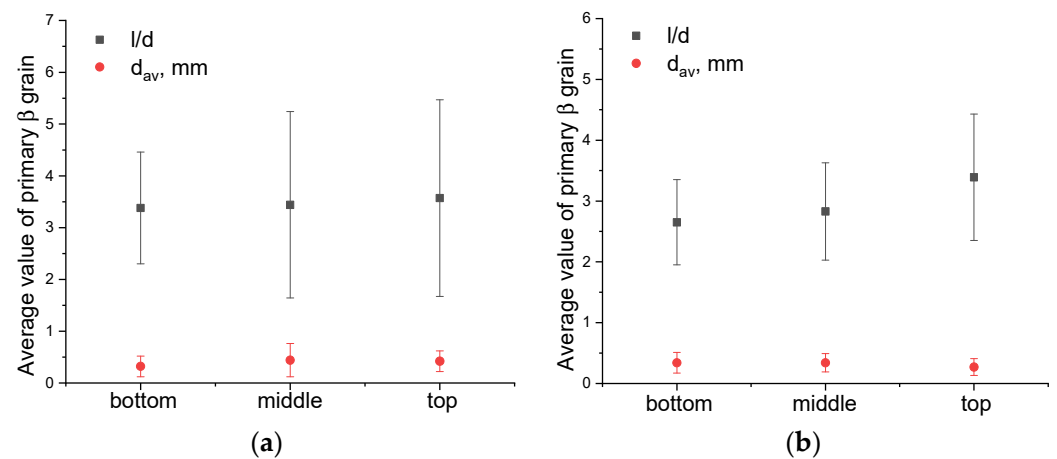 Average value of primary β grain
7
6
5
4
3
2
1
0
l/d
d_av, mm
bottom middle top
(a)
Average value of primary β grain
6
5
4
3
2
1
0
l/d
d_av, mm
bottom middle top
(b)